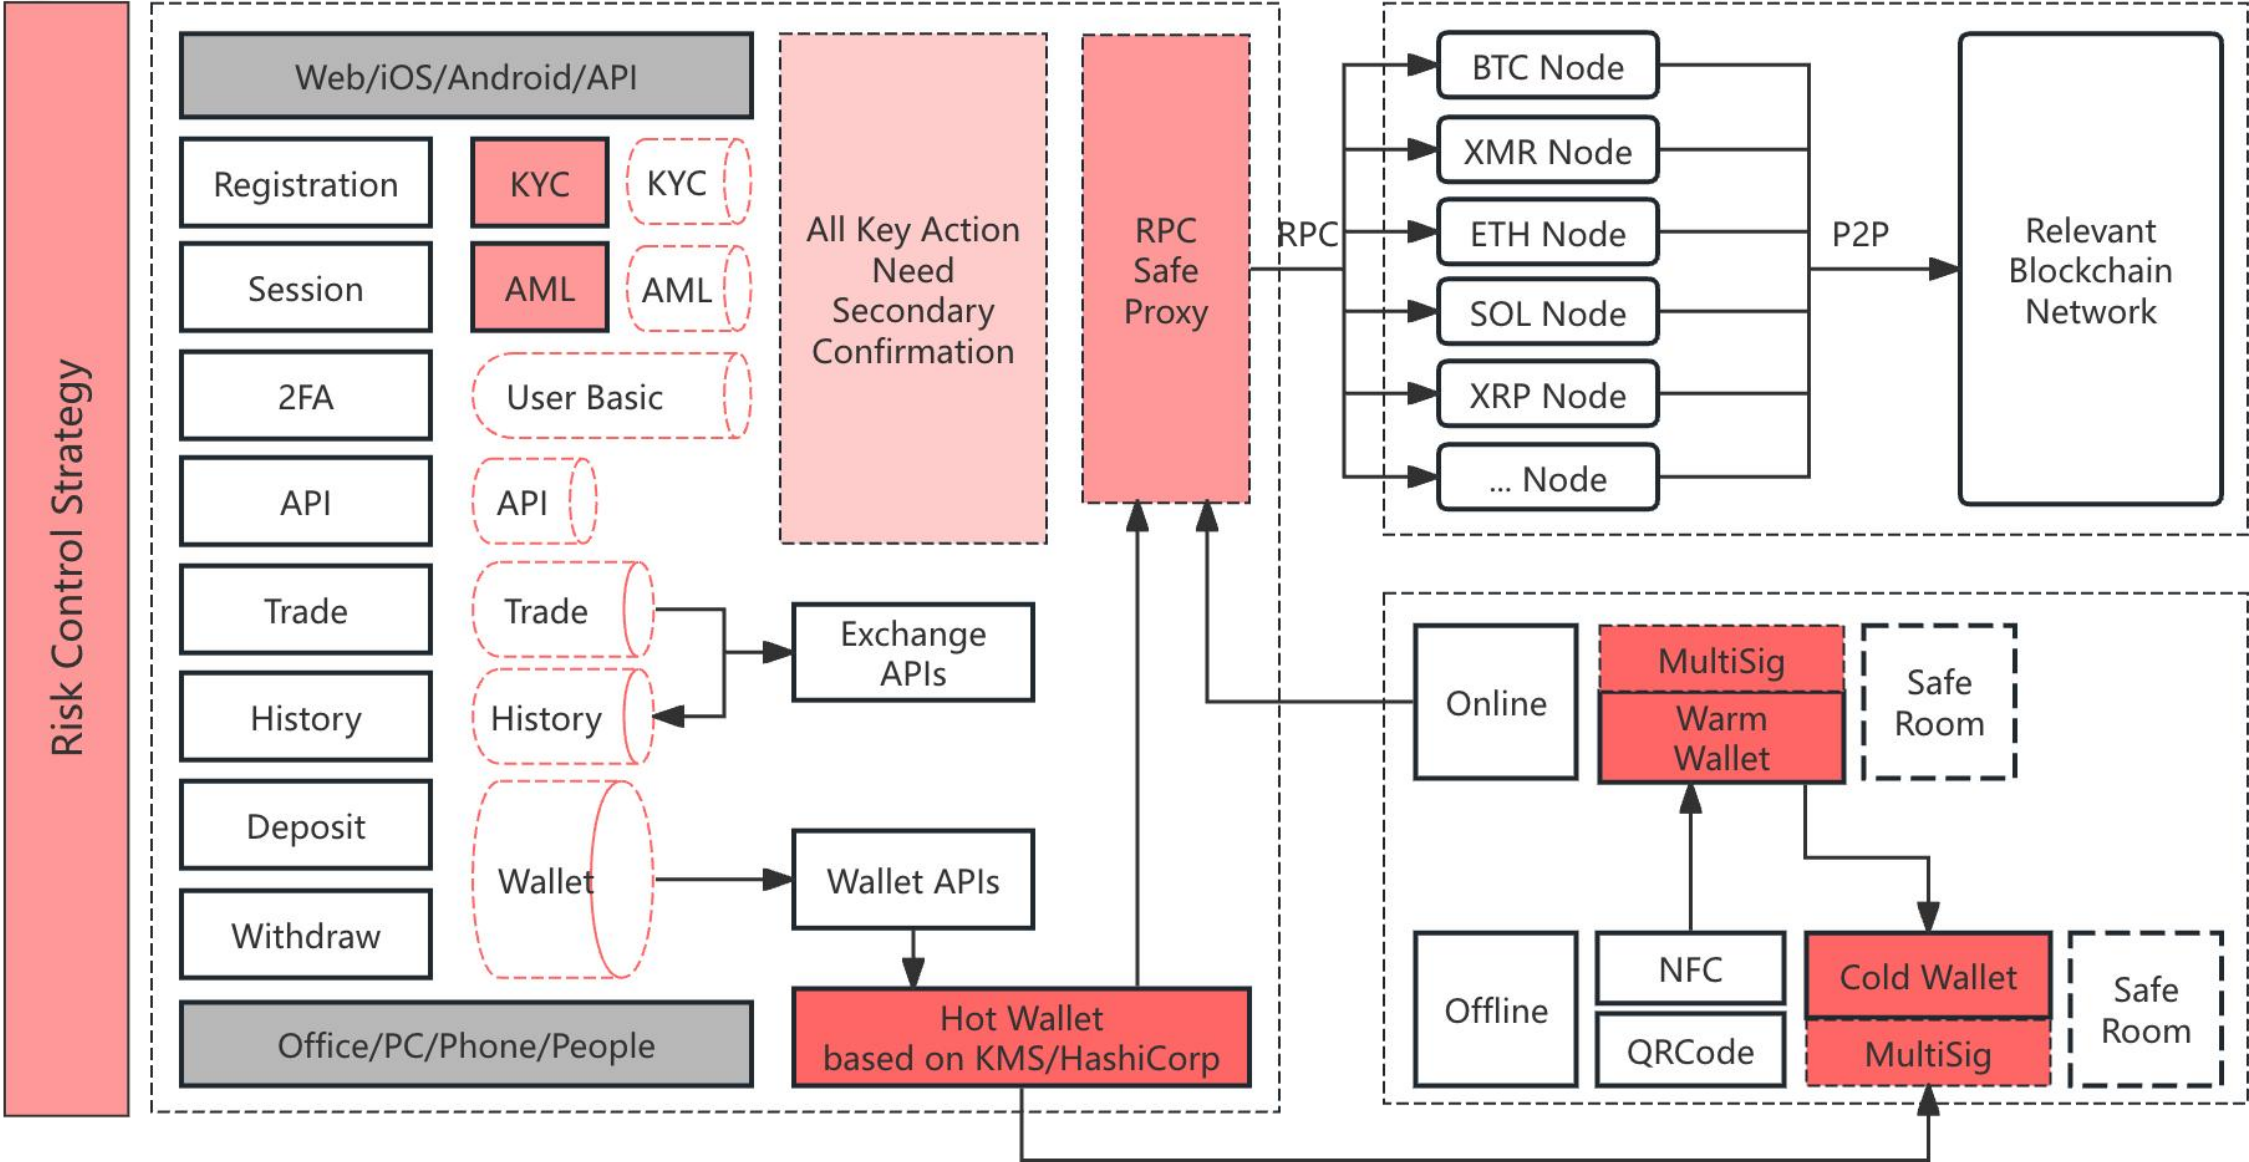 Risk Control Strategy
Web/iOS/Android/API
Registration
KYC
KYC
Session
AML
AML
2FA
User Basic
API
API
Trade
Trade
History
History
Deposit
Withdraw
Wallet
Office/PC/Phone/People
All Key Action
Need
Secondary
Confirmation
Exchange
APIs
Wallet APIs
Hot Wallet
based on KMS/HashiCorp
RPC
Safe
Proxy
RPC
BTC Node
XMR Node
ETH Node
SOL Node
XRP Node
... Node
P2P
Relevant
Blockchain
Network
Online
MultiSig
Warm
Wallet
Safe
Room
Offline
NFC
QRCode
Cold Wallet
MultiSig
Safe
Room